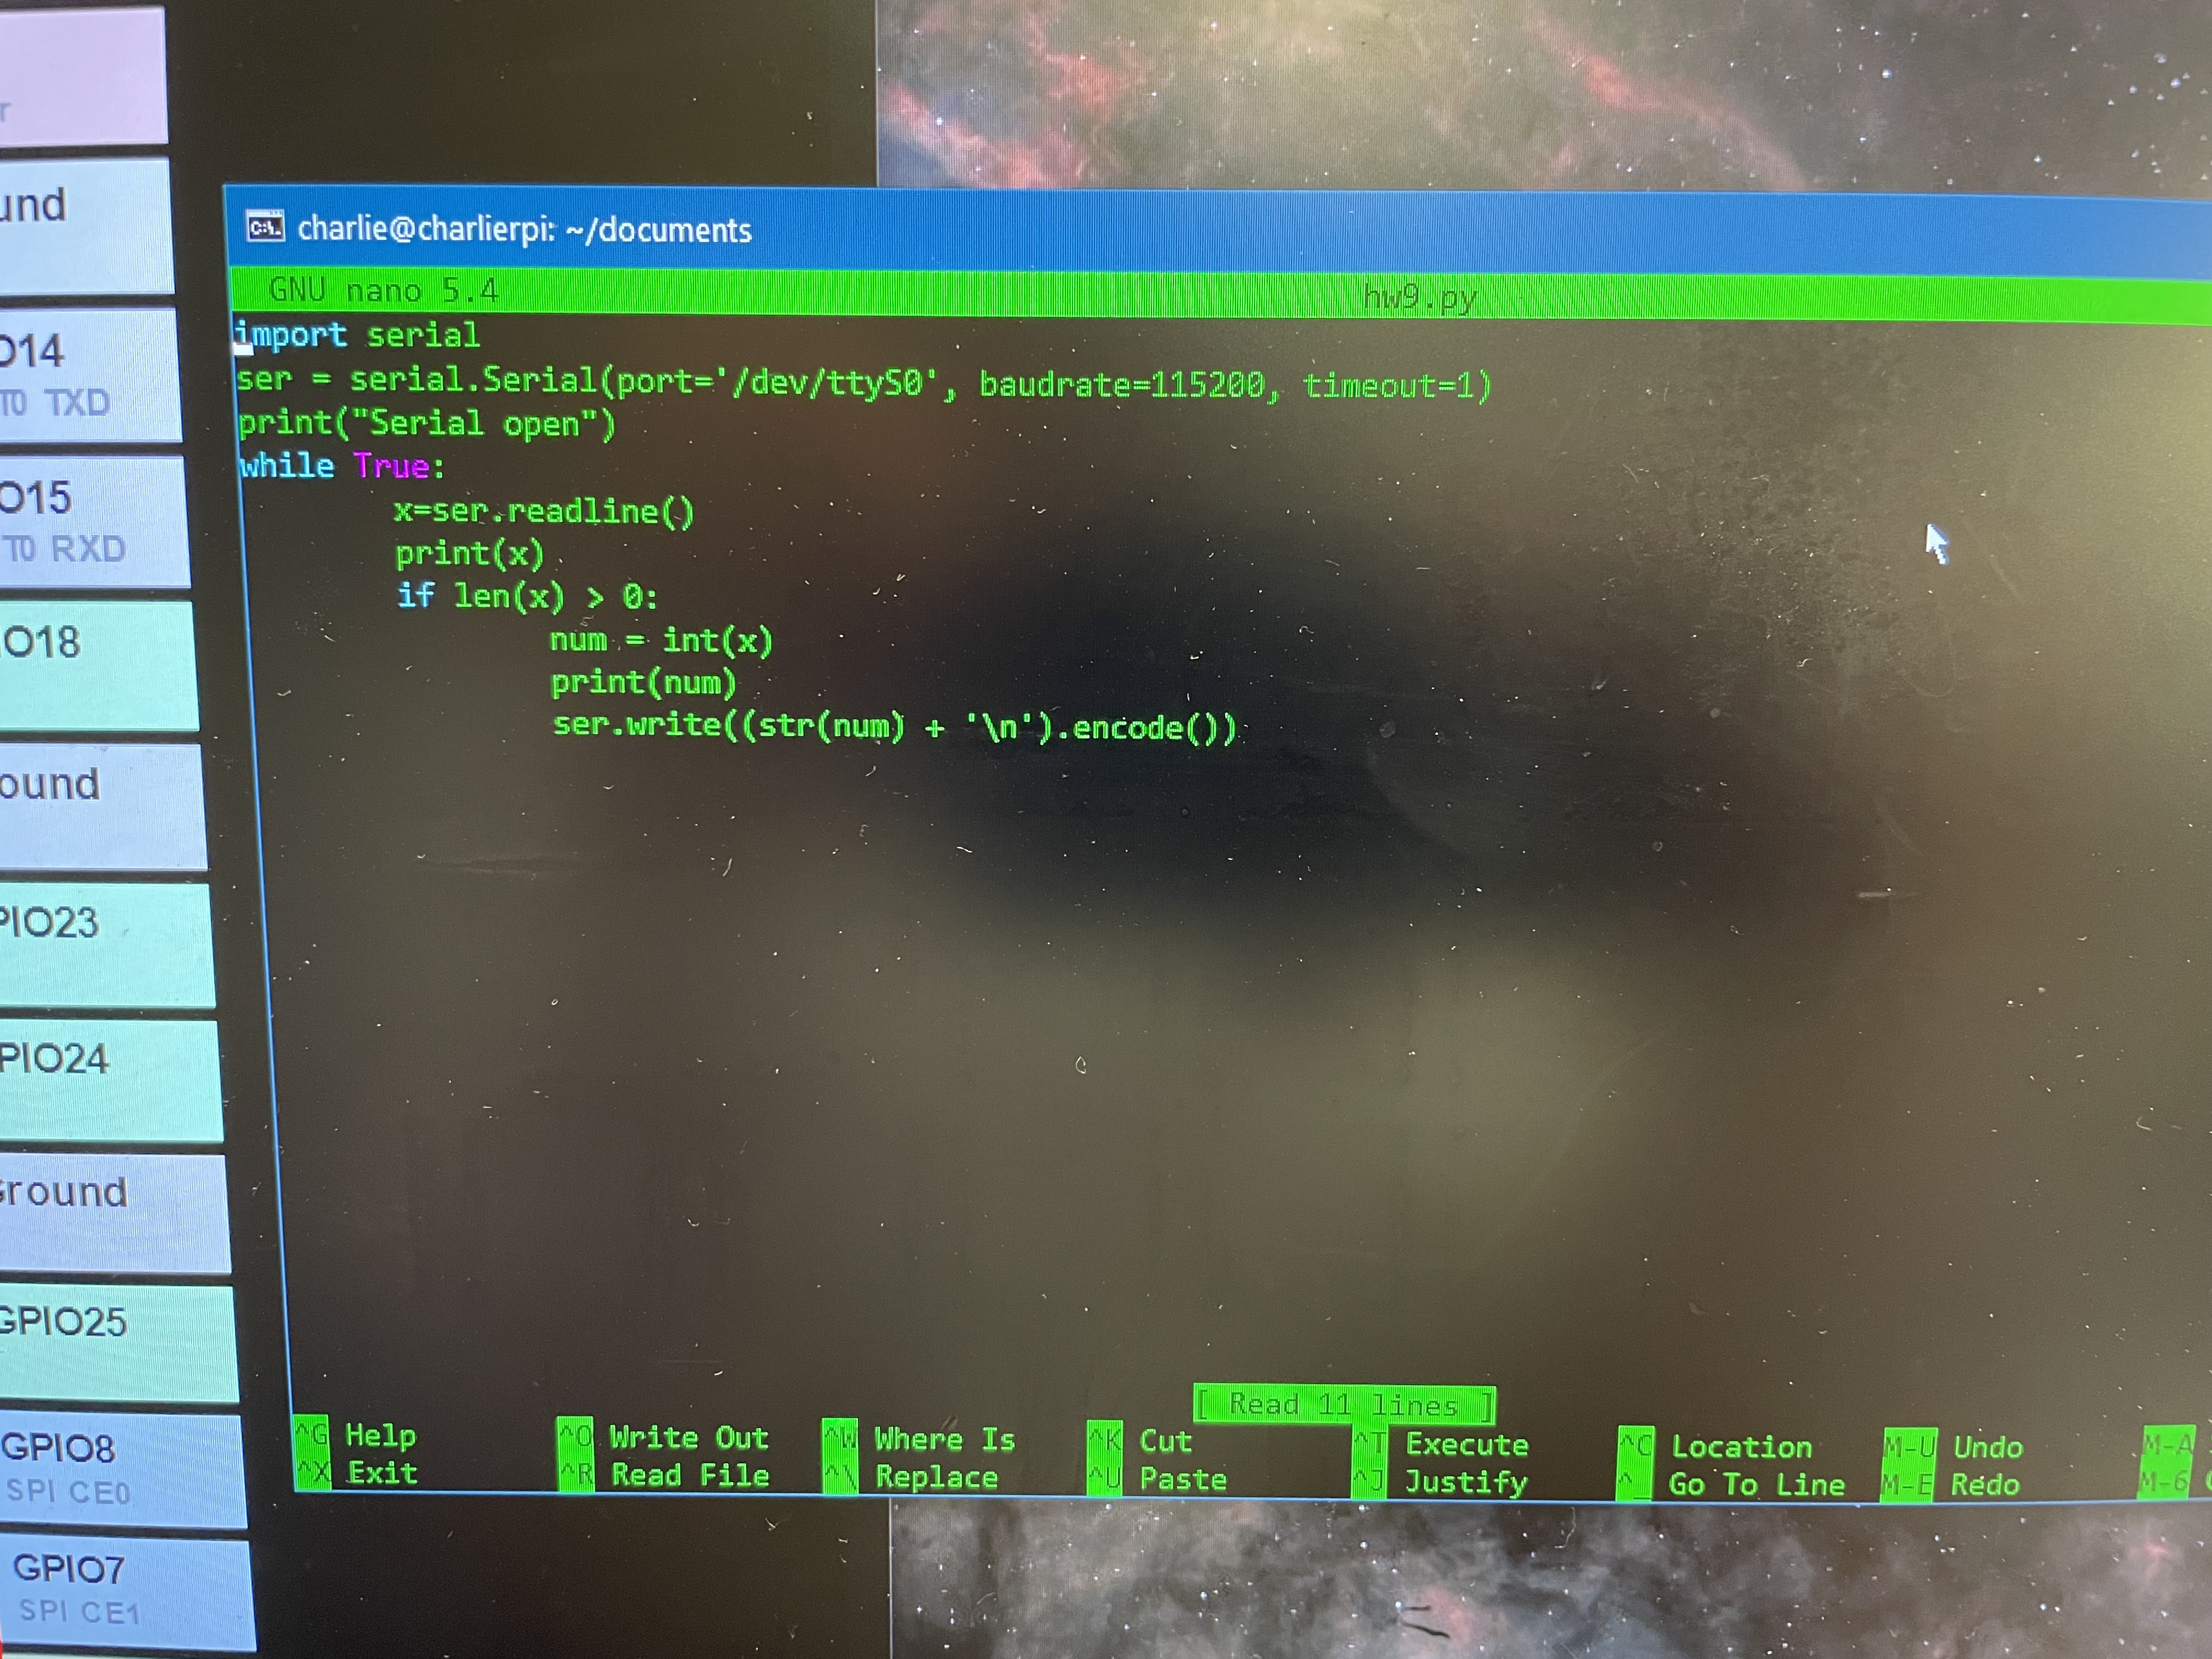 und
O14
TXD
O15
RXD
O18
ound
PIO23
PIO24
Ground
GPIO25
GPIO8
SPI CE0
GPIO7
SPI CE1
charlie@charlierpi: ~/documents
GNU nano 5.4 hw9.py
import serial
ser = serial.Serial(port='/dev/ttyS0', baudrate=115200, timeout=1)
print("Serial open")
while True:
        x=ser.readline()
        print(x)
        if len(x) > 0:
                num = int(x)
                print(num)
                ser.write((str(num) + '\n').encode())
[ Read 11 lines ]
^G Help ^O Write Out ^W Where Is ^K Cut ^T Execute ^C Location M-U Undo M-A
^X Exit ^R Read File ^\ Replace ^U Paste ^J Justify ^_ Go To Line M-E Redo M-6